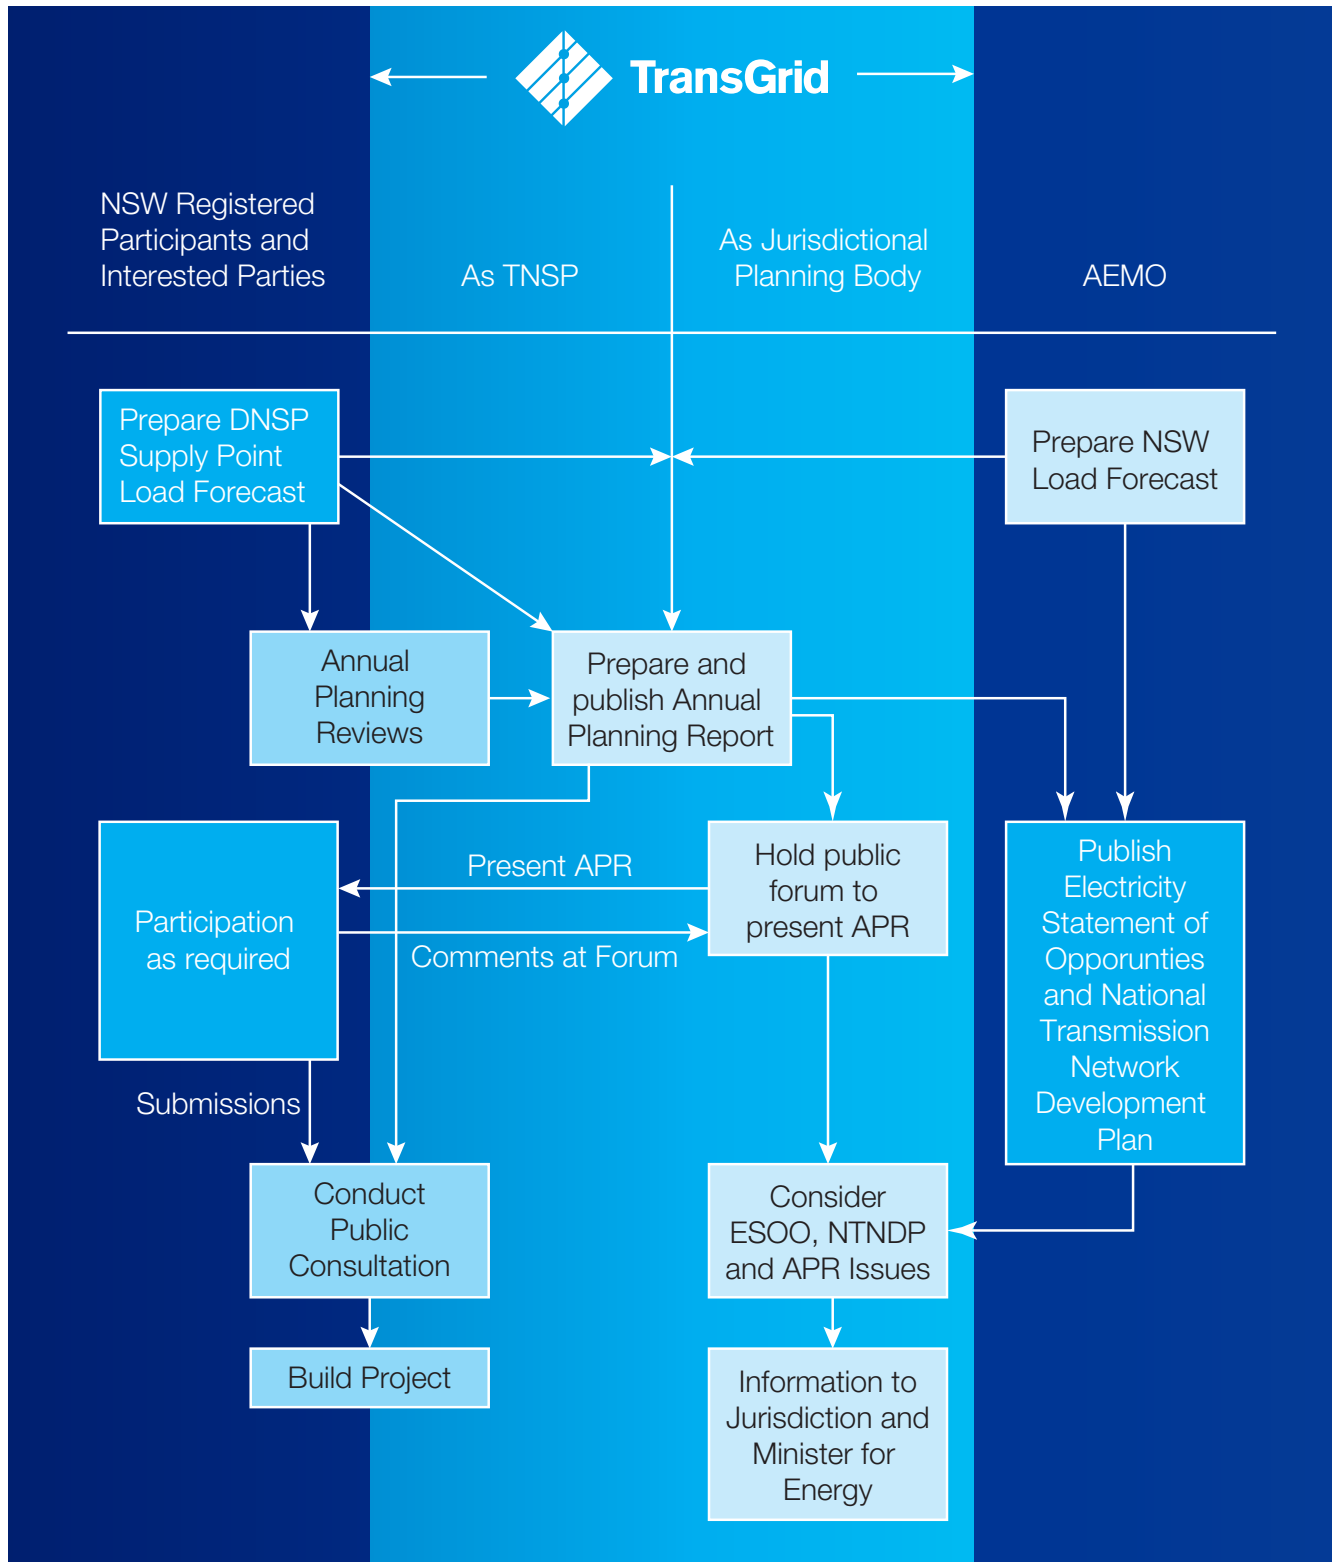 TransGrid
NSW Registered
Participants and
Interested Parties
As TNSP
As Jurisdictional
Planning Body
AEMO
Prepare DNSP
Supply Point
Load Forecast
Prepare NSW
Load Forecast
Annual
Planning
Reviews
Prepare and
publish Annual
Planning Report
Participation
as required
Present APR
Comments at Forum
Hold public
forum to
present APR
Publish
Electricity
Statement of
Opporunties
and National
Transmission
Network
Development
Plan
Submissions
Conduct
Public
Consultation
Consider
ESOO, NTNDP
and APR Issues
Build Project
Information to
Jurisdiction and
Minister for
Energy